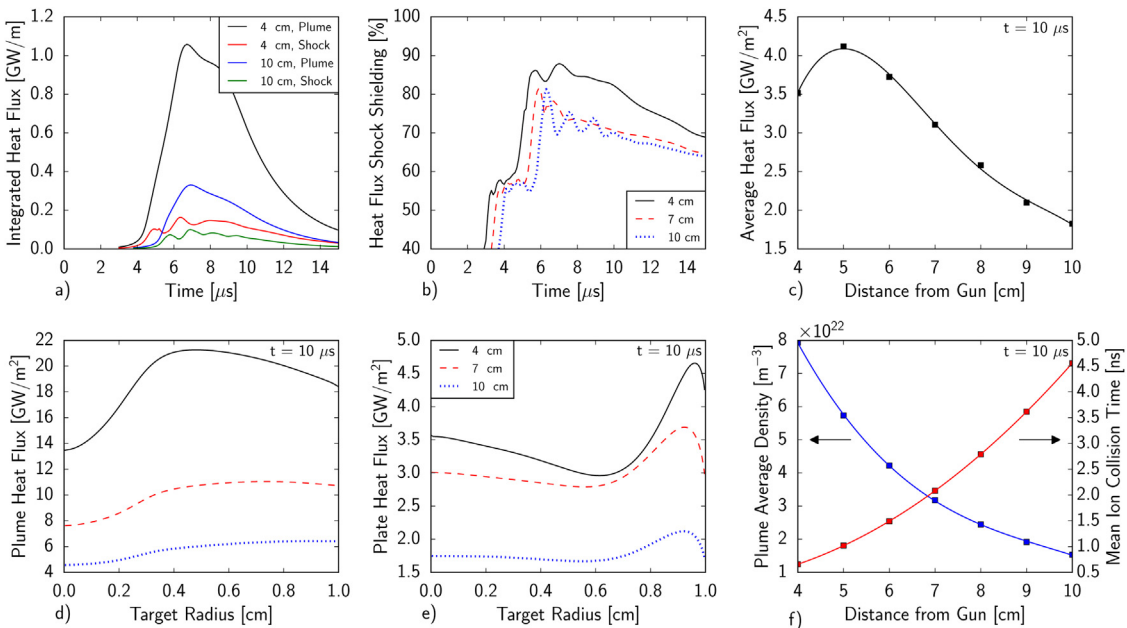 Integrated Heat Flux [GW/m]
1.2
1.0
0.8
0.6
0.4
0.2
0.0
4 cm, Plume
4 cm, Shock
10 cm, Plume
10 cm, Shock
0 2 4 6 8 10 12 14
Time [μs]
a)
Heat Flux Shock Shielding [%]
100
90
80
70
60
50
40
4 cm
7 cm
10 cm
0 2 4 6 8 10 12 14
Time [μs]
b)
Average Heat Flux [GW/m²]
4.5
4.0
3.5
3.0
2.5
2.0
1.5
t = 10 μs
4 5 6 7 8 9 10
Distance from Gun [cm]
c)
Plume Heat Flux [GW/m²]
22
20
18
16
14
12
10
8
6
4
t = 10 μs
0.0 0.2 0.4 0.6 0.8 1.0
Target Radius [cm]
d)
Plate Heat Flux [GW/m²]
5.0
4.5
4.0
3.5
3.0
2.5
2.0
1.5
4 cm
7 cm
10 cm
t = 10 μs
0.0 0.2 0.4 0.6 0.8 1.0
Target Radius [cm]
e)
Plume Average Density [m⁻³]
×10²²
8
7
6
5
4
3
2
1
t = 10 μs
5.0
4.5
4.0
3.5
3.0
2.5
2.0
1.5
1.0
0.5
Mean Ion Collision Time [ns]
4 5 6 7 8 9 10
Distance from Gun [cm]
f)